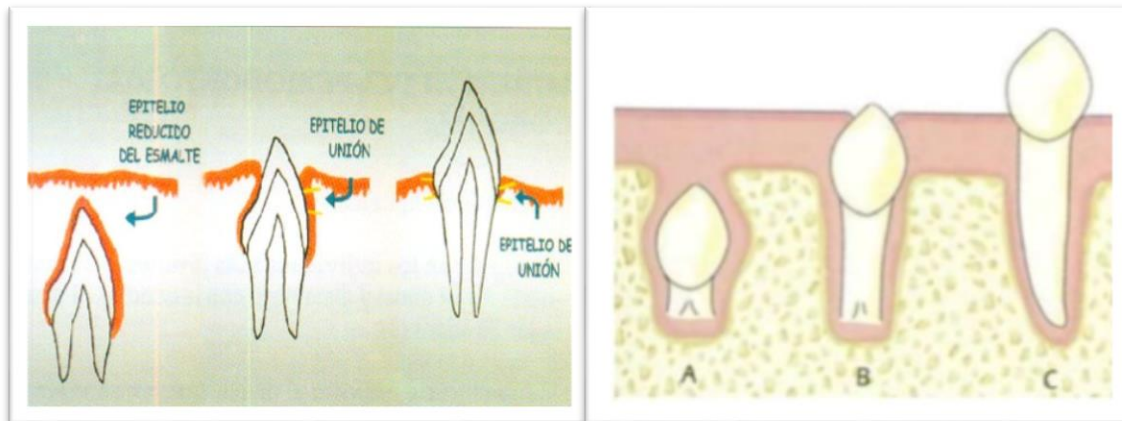 EPITELIO
REDUCIDO
DEL ESMALTE
EPITELIO DE
UNIÓN
EPITELIO DE
UNIÓN
A
B
C